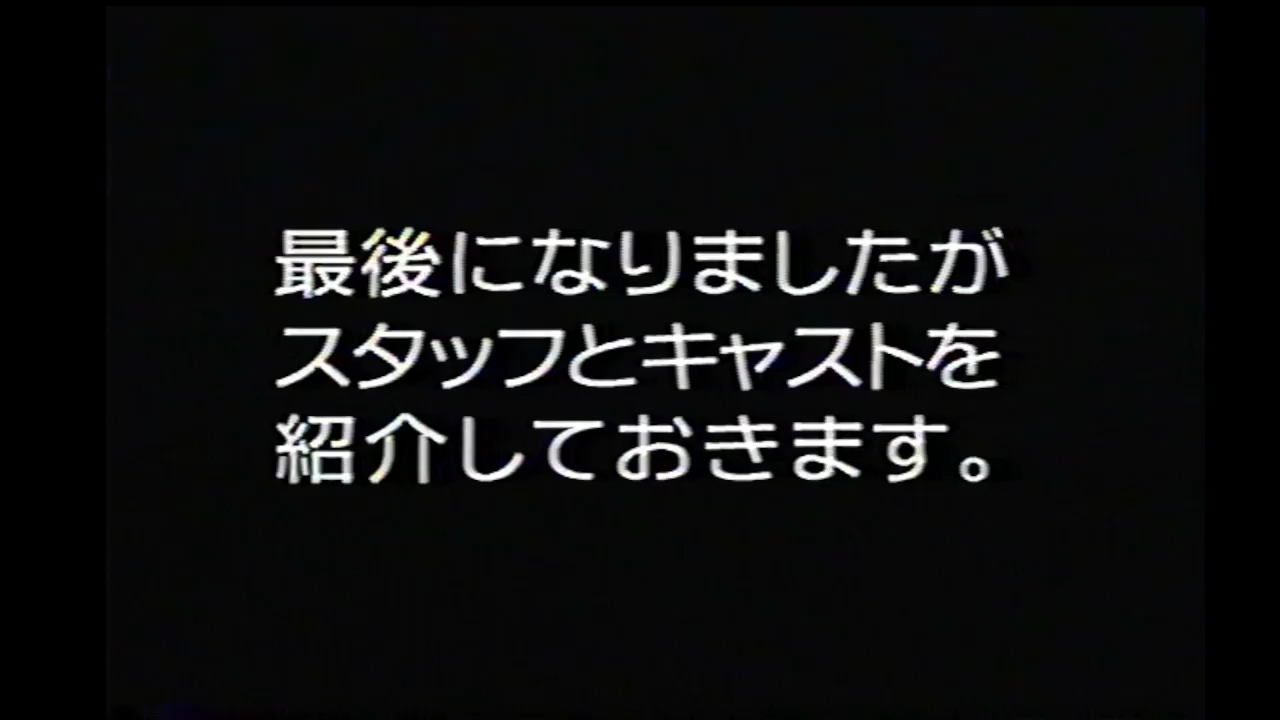 最後になりましたが
スタッフとキャストを
紹介しておきます。